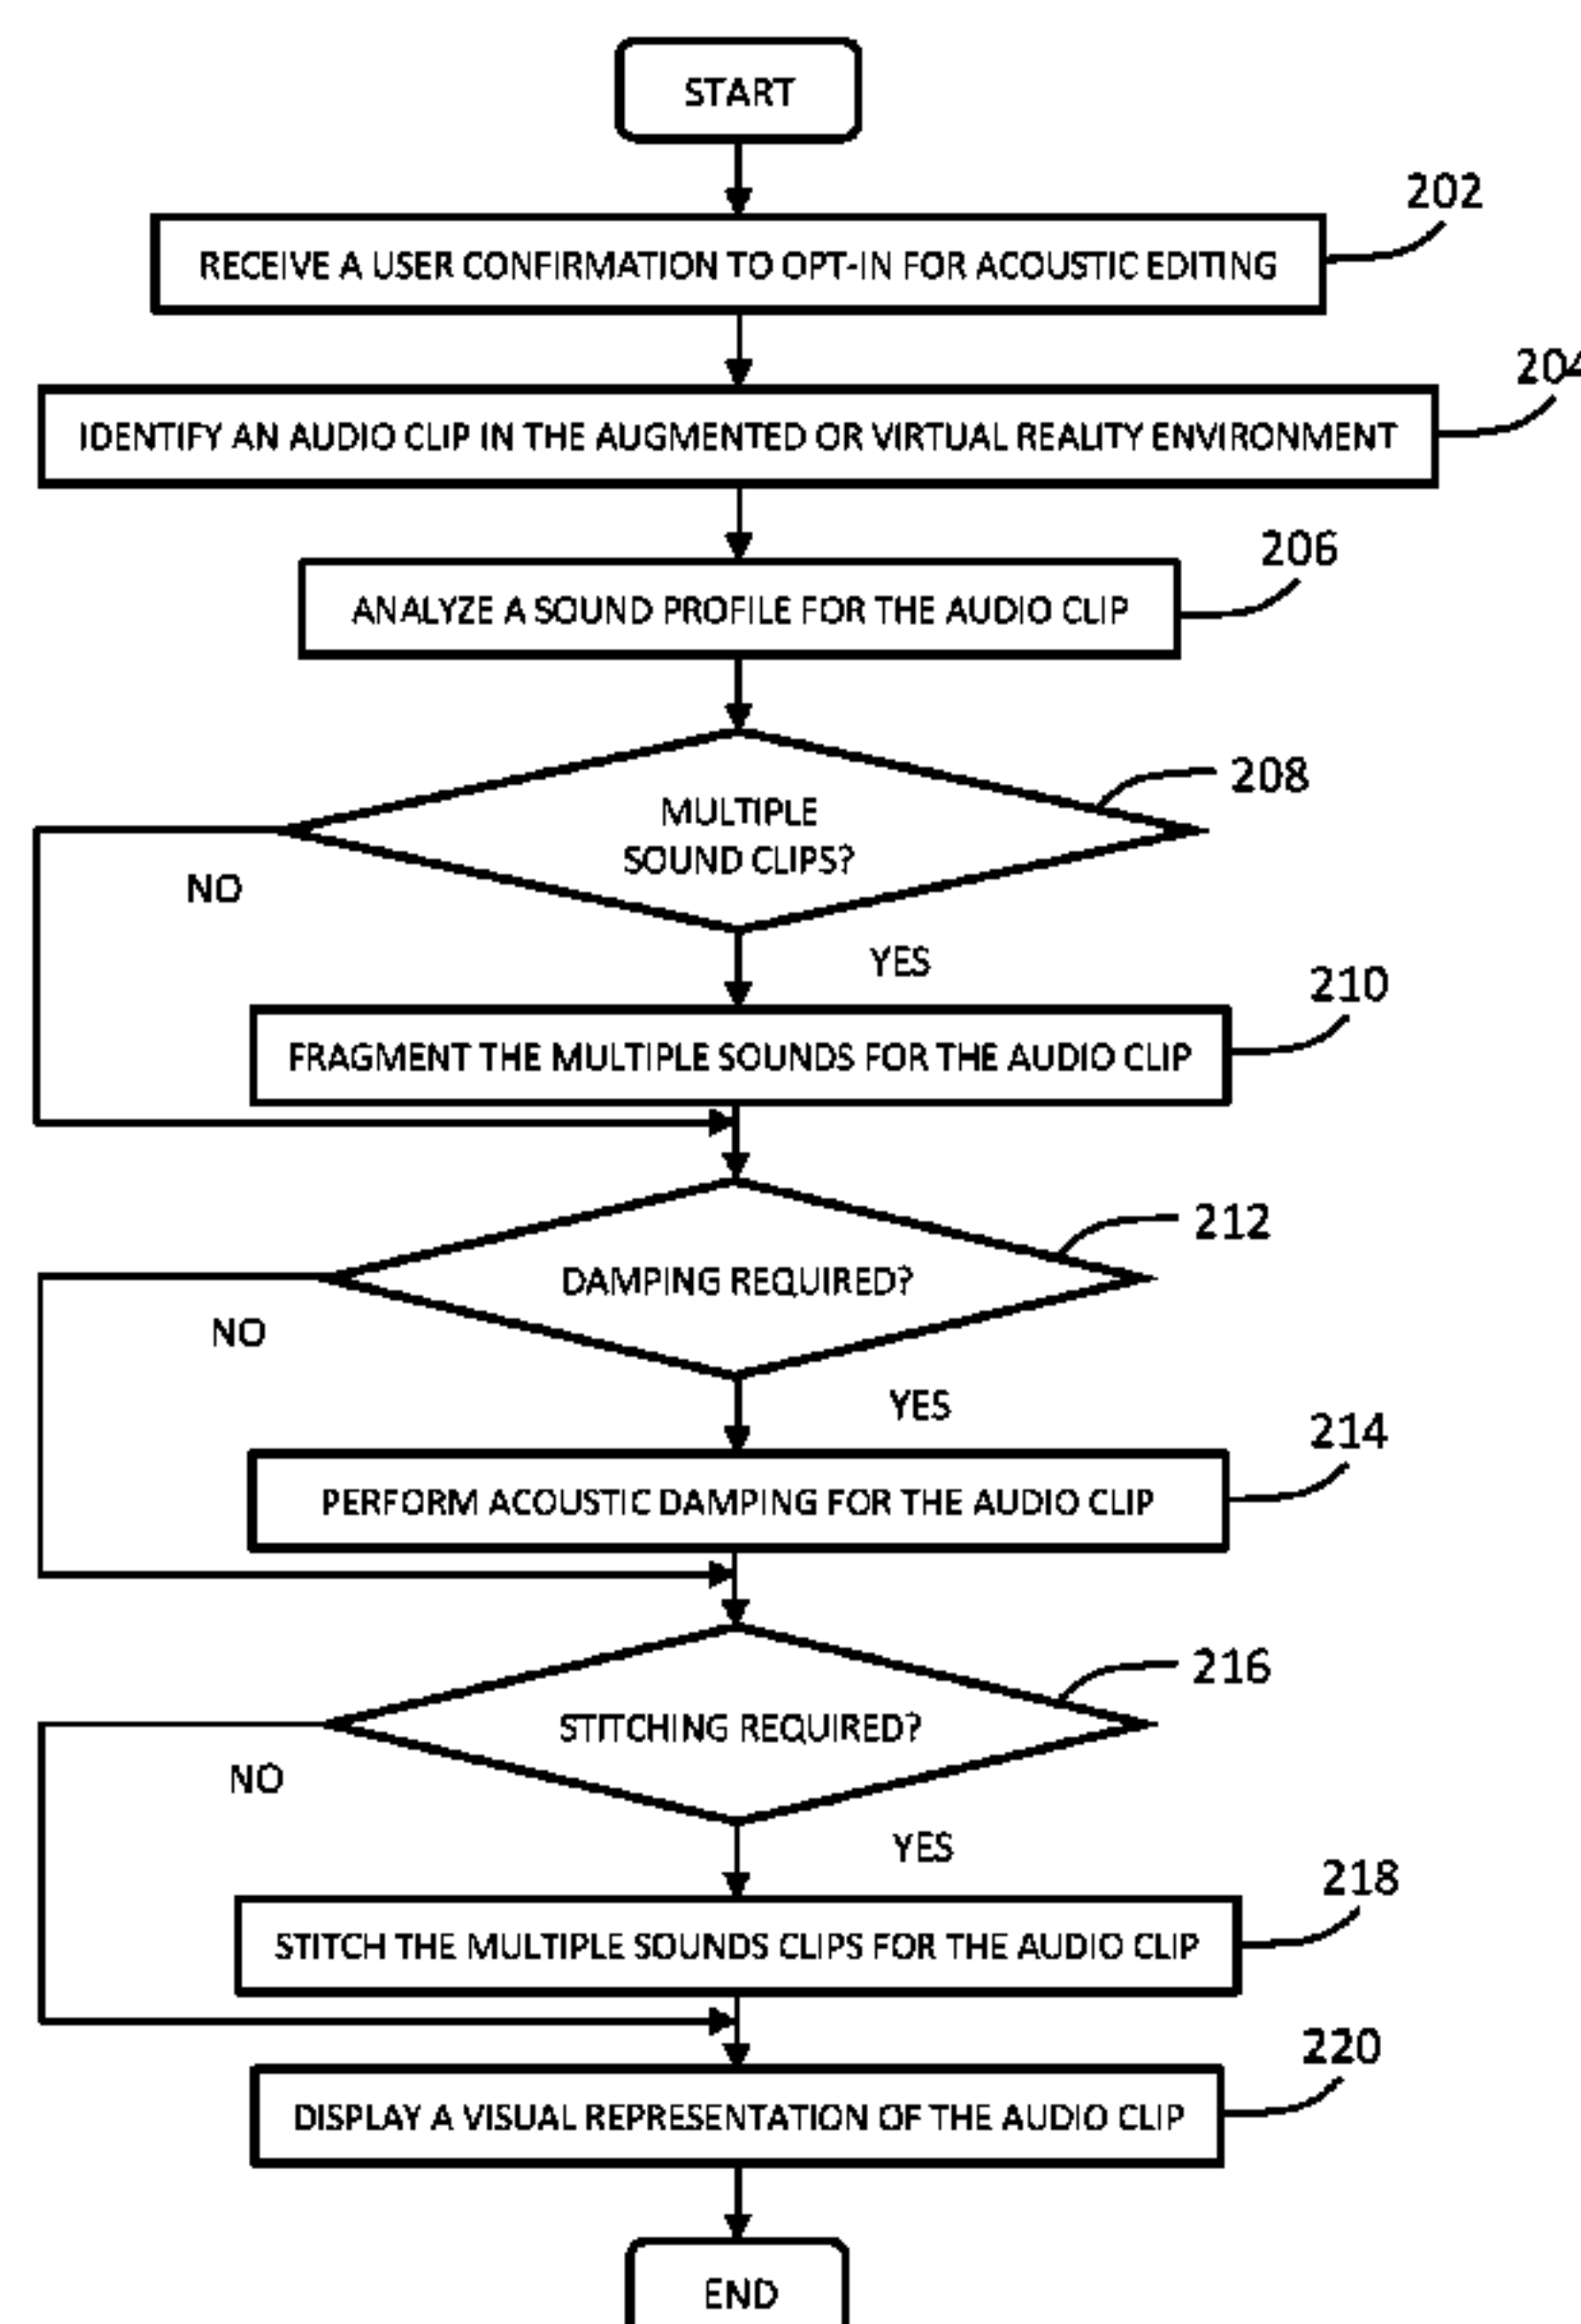 START
202
RECEIVE A USER CONFIRMATION TO OPT-IN FOR ACOUSTIC EDITING
204
IDENTIFY AN AUDIO CLIP IN THE AUGMENTED OR VIRTUAL REALITY ENVIRONMENT
206
ANALYZE A SOUND PROFILE FOR THE AUDIO CLIP
208
MULTIPLE
SOUND CLIPS?
NO
YES
210
FRAGMENT THE MULTIPLE SOUNDS FOR THE AUDIO CLIP
212
DAMPING REQUIRED?
NO
YES
214
PERFORM ACOUSTIC DAMPING FOR THE AUDIO CLIP
216
STITCHING REQUIRED?
NO
YES
218
STITCH THE MULTIPLE SOUNDS CLIPS FOR THE AUDIO CLIP
220
DISPLAY A VISUAL REPRESENTATION OF THE AUDIO CLIP
END